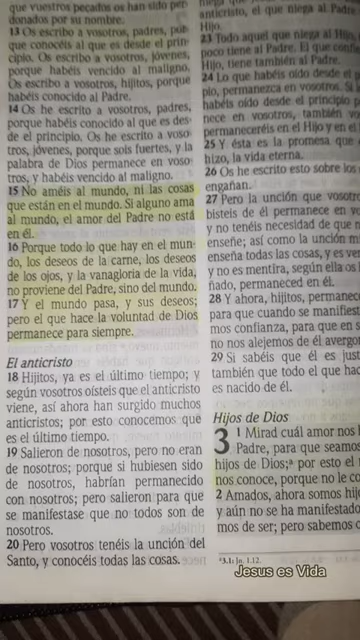 que vuestros pecados os han sido per-
donados por su nombre.
13 Os escribo a vosotros, padres, por-
que conocéis al que es desde el prin-
cipio. Os escribo a vosotros, jóvenes,
porque habéis vencido al maligno.
Os escribo a vosotros, hijitos, porque
habéis conocido al Padre.
14 Os he escrito a vosotros, padres,
porque habéis conocido al que es des-
de el principio. Os he escrito a voso-
tros, jóvenes, porque sois fuertes, y la
palabra de Dios permanece en voso-
tros, y habéis vencido al maligno.
15 No améis al mundo, ni las cosas
que están en el mundo. Si alguno ama
al mundo, el amor del Padre no está
en él.
16 Porque todo lo que hay en el mun-
do, los deseos de la carne, los deseos
de los ojos, y la vanagloria de la vida,
no proviene del Padre, sino del mundo.
17 Y el mundo pasa, y sus deseos;
pero el que hace la voluntad de Dios
permanece para siempre.
El anticristo
18 Hijitos, ya es el último tiempo; y
según vosotros oísteis que el anticristo
viene, así ahora han surgido muchos
anticristos; por esto conocemos que
es el último tiempo.
19 Salieron de nosotros, pero no eran
de nosotros; porque si hubiesen sido
de nosotros, habrían permanecido
con nosotros; pero salieron para que
se manifestase que no todos son de
nosotros.
20 Pero vosotros tenéis la unción del
Santo, y conocéis todas las cosas.
anticristo, el que niega al Padre
Hijo.
23 Todo aquel que niega al Hijo,
poco tiene al Padre. El que confi
Hijo, tiene también al Padre.
24 Lo que habéis oído desde el
pio, permanezca en vosotros. Si
habéis oído desde el principio
nece en vosotros, también vo
permaneceréis en el Hijo y en el
25 Y ésta es la promesa que
hizo, la vida eterna.
26 Os he escrito esto sobre los
engañan.
27 Pero la unción que vosotro
bisteis de él permanece en
y no tenéis necesidad de que n
enseñe; así como la unción m
enseña todas las cosas, y es ver
y no es mentira, según ella os
ñado, permaneced en él.
28 Y ahora, hijitos, permanec
para que cuando se manifiest
mos confianza, para que en s
no nos alejemos de él avergon
29 Si sabéis que él es just
también que todo el que hac
es nacido de él.
Hijos de Dios
3 1 Mirad cuál amor nos
Padre, para que seamos
hijos de Dios;a por esto el
nos conoce, porque no le co
2 Amados, ahora somos hij
y aún no se ha manifestado
mos de ser; pero sabemos
a 3.1: Jn. 1.12.
Jesus es Vida